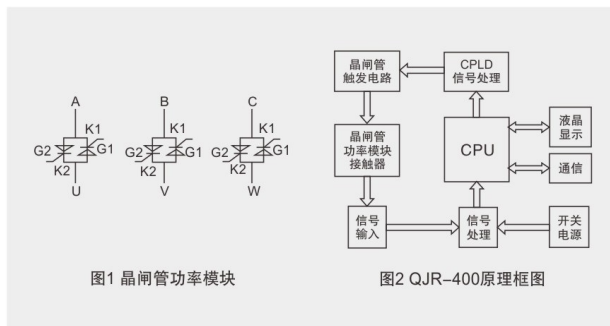 A
B
C
K1
K1
K1
G2
G1
G2
G1
G2
G1
K2
K2
K2
U
V
W
图1 晶闸管功率模块
晶闸管
触发电路
CPLD
信号处理
晶闸管
功率模块
接触器
CPU
液晶
显示
通信
信号
输入
信号
处理
开关
电源
图2 QJR-400原理框图